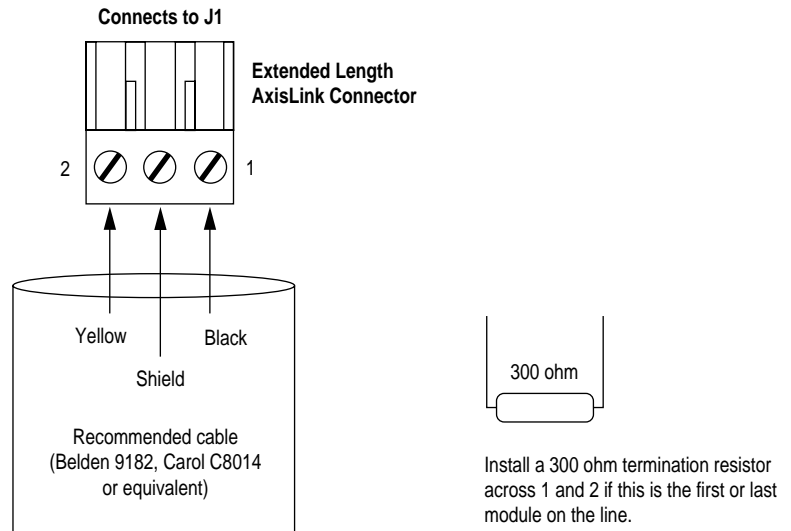 Connects to J1
Extended Length
AxisLink Connector
2
1
Yellow
Black
Shield
Recommended cable
(Belden 9182, Carol C8014
or equivalent)
300 ohm
Install a 300 ohm termination resistor
across 1 and 2 if this is the first or last
module on the line.